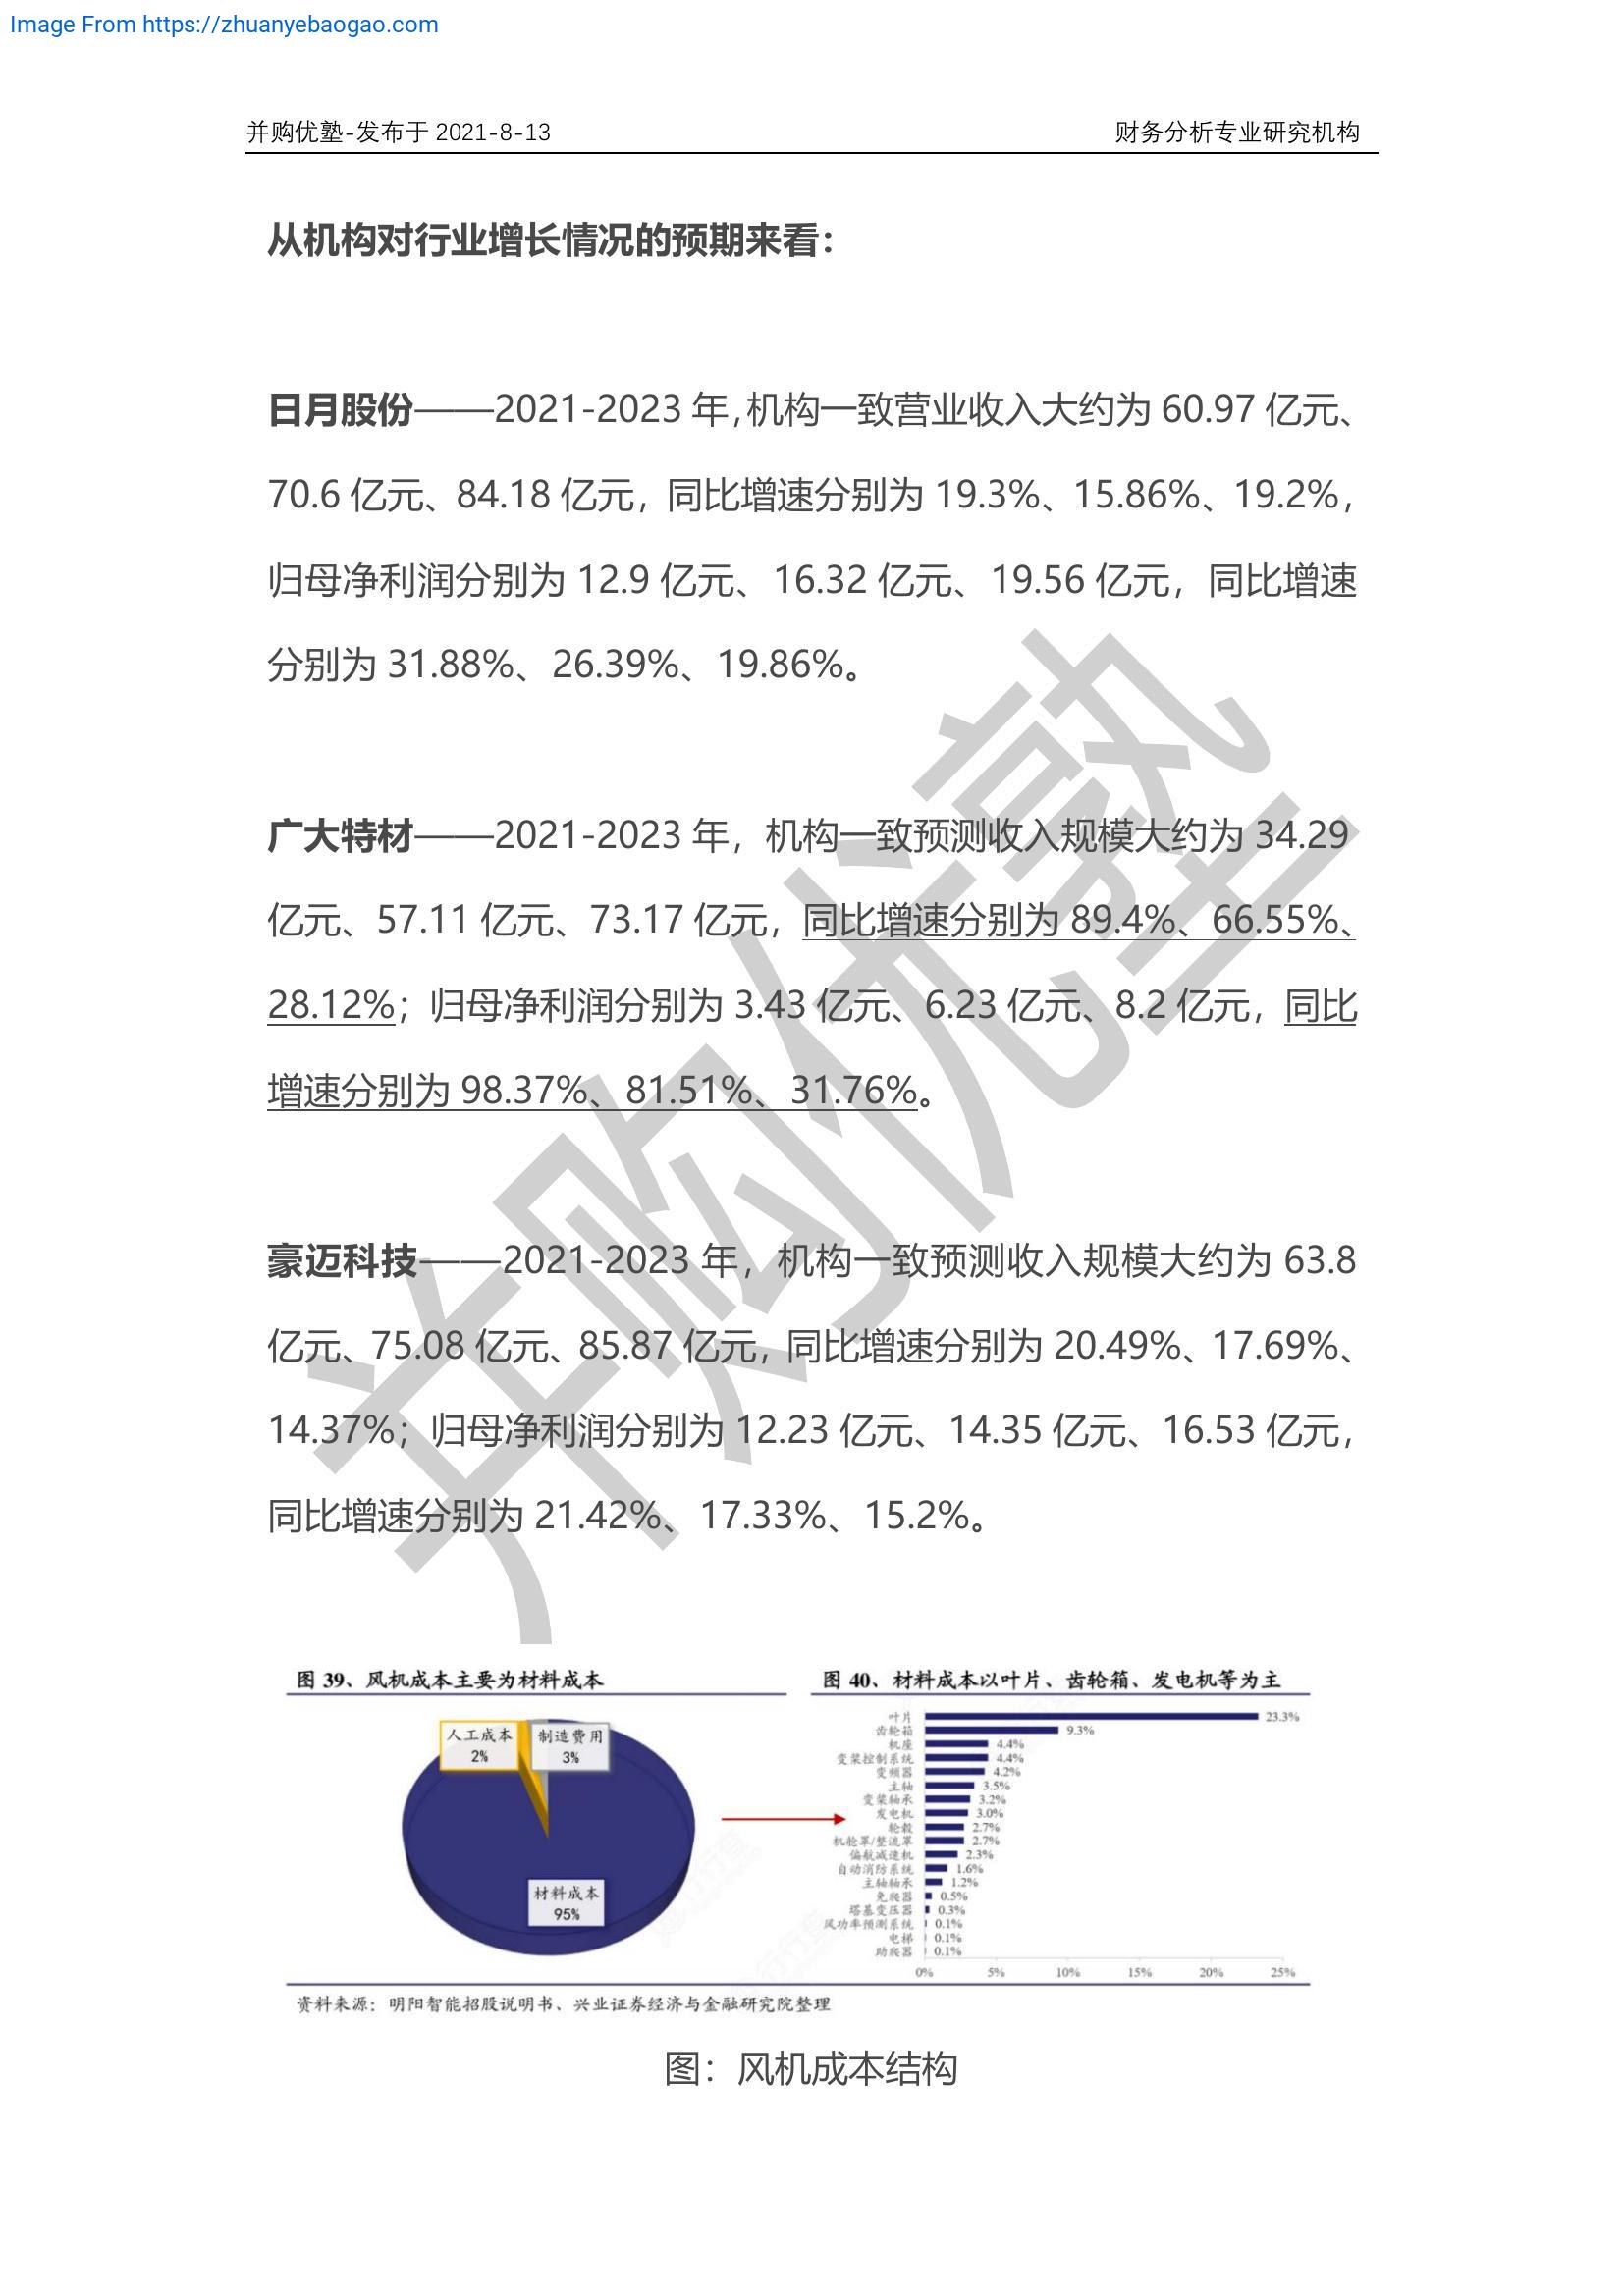 Image From https://zhuanyebaogao.com
并购优塾-发布于 2021-8-13 财务分析专业研究机构
从机构对行业增长情况的预期来看：
日月股份——2021-2023 年，机构一致营业收入大约为 60.97 亿元、
70.6 亿元、84.18 亿元，同比增速分别为 19.3%、15.86%、19.2%，
归母净利润分别为 12.9 亿元、16.32 亿元、19.56 亿元，同比增速
分别为 31.88%、26.39%、19.86%。
广大特材——2021-2023 年，机构一致预测收入规模大约为 34.29
亿元、57.11 亿元、73.17 亿元，同比增速分别为 89.4%、66.55%、
28.12%；归母净利润分别为 3.43 亿元、6.23 亿元、8.2 亿元，同比
增速分别为 98.37%、81.51%、31.76%。
豪迈科技——2021-2023 年，机构一致预测收入规模大约为 63.8
亿元、75.08 亿元、85.87 亿元，同比增速分别为 20.49%、17.69%、
14.37%；归母净利润分别为 12.23 亿元、14.35 亿元、16.53 亿元，
同比增速分别为 21.42%、17.33%、15.2%。
并购优塾
图 39、风机成本主要为材料成本
人工成本
2%
制造费用
3%
材料成本
95%
图 40、材料成本以叶片、齿轮箱、发电机等为主
叶片 23.3%
齿轮箱 9.3%
机座 4.4%
变桨控制系统 4.4%
变频器 4.2%
主轴 3.5%
变桨轴承 3.2%
发电机 3.0%
轮毂 2.7%
机舱罩/整流罩 2.7%
偏航减速机 2.3%
自动消防系统 1.6%
主轴轴承 1.2%
免爬器 0.5%
塔基变压器 0.3%
风功率预测系统 0.1%
电梯 0.1%
助爬器 0.1%
0% 5% 10% 15% 20% 25%
资料来源：明阳智能招股说明书、兴业证券经济与金融研究院整理
图：风机成本结构